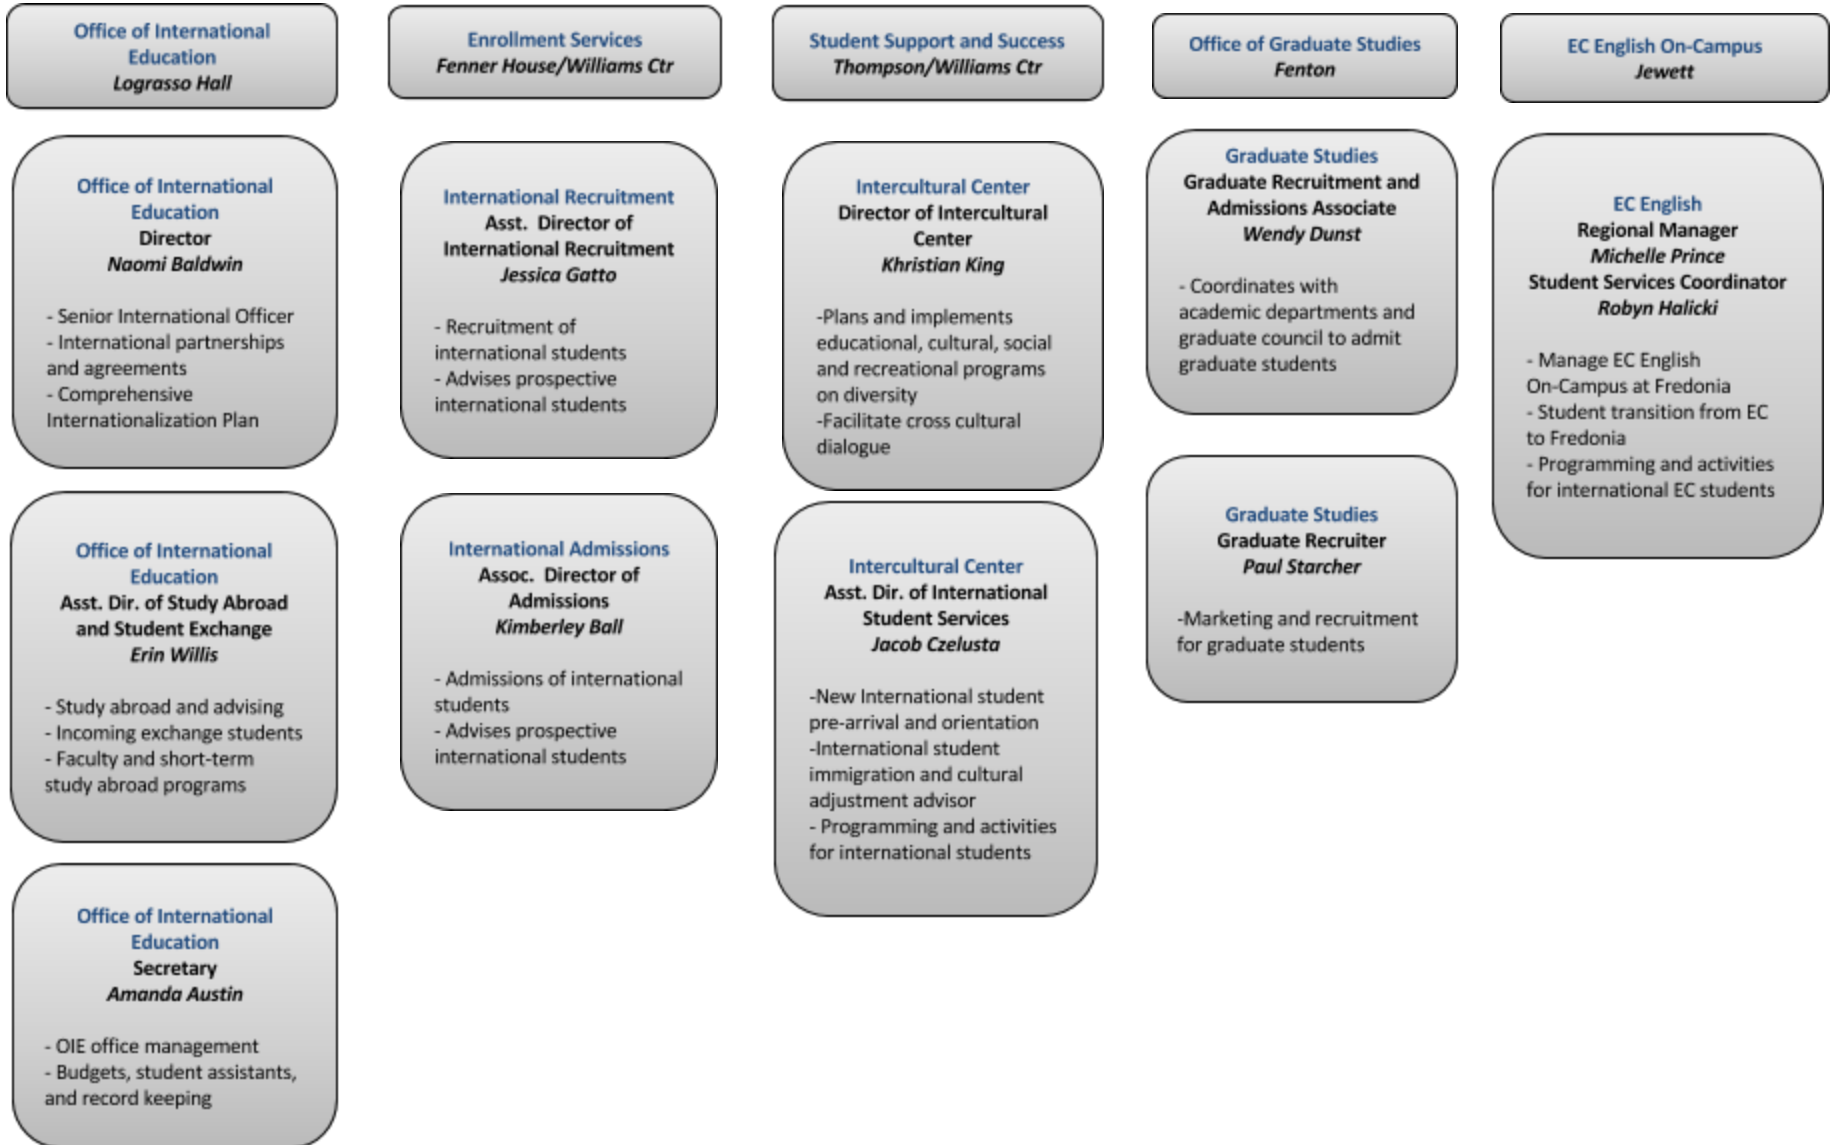 Office of International
Education
Lograsso Hall
Office of International
Education
Director
Naomi Baldwin
- Senior International Officer
- International partnerships
and agreements
- Comprehensive
Internationalization Plan
Office of International
Education
Asst. Dir. of Study Abroad
and Student Exchange
Erin Willis
- Study abroad and advising
- Incoming exchange students
- Faculty and short-term
study abroad programs
Office of International
Education
Secretary
Amanda Austin
- OIE office management
- Budgets, student assistants,
and record keeping
Enrollment Services
Fenner House/Williams Ctr
International Recruitment
Asst.  Director of
International Recruitment
Jessica Gatto
- Recruitment of
international students
- Advises prospective
international students
International Admissions
Assoc.  Director of
Admissions
Kimberley Ball
- Admissions of international
students
- Advises prospective
international students
Student Support and Success
Thompson/Williams Ctr
Intercultural Center
Director of Intercultural
Center
Khristian King
-Plans and implements
educational, cultural, social
and recreational programs
on diversity
-Facilitate cross cultural
dialogue
Intercultural Center
Asst. Dir. of International
Student Services
Jacob Czelusta
-New International student
pre-arrival and orientation
-International student
immigration and cultural
adjustment advisor
- Programming and activities
for international students
Office of Graduate Studies
Fenton
Graduate Studies
Graduate Recruitment and
Admissions Associate
Wendy Dunst
- Coordinates with
academic departments and
graduate council to admit
graduate students
Graduate Studies
Graduate Recruiter
Paul Starcher
-Marketing and recruitment
for graduate students
EC English On-Campus
Jewett
EC English
Regional Manager
Michelle Prince
Student Services Coordinator
Robyn Halicki
- Manage EC English
On-Campus at Fredonia
- Student transition from EC
to Fredonia
- Programming and activities
for international EC students